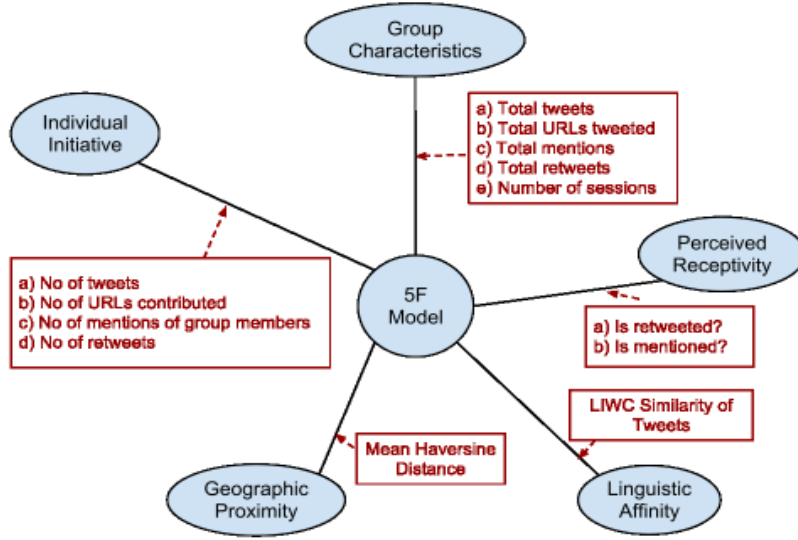 Group
Characteristics
Individual
Initiative
a) Total tweets
b) Total URLs tweeted
c) Total mentions
d) Total retweets
e) Number of sessions
Perceived
Receptivity
a) No of tweets
b) No of URLs contributed
c) No of mentions of group members
d) No of retweets
5F
Model
a) Is retweeted?
b) Is mentioned?
LIWC Similarity of
Tweets
Mean Haversine
Distance
Geographic
Proximity
Linguistic
Affinity